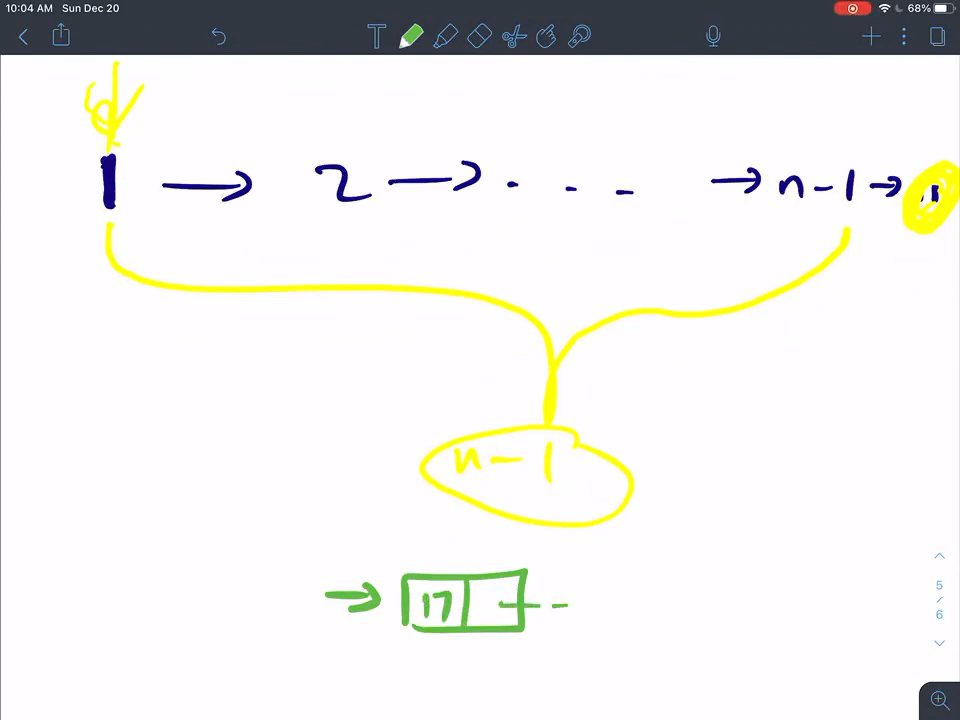 10:04 AM Sun Dec 20 68%
T
1 → 2 → . . . → n-1 → n
n-1
→ 17
5
/
6